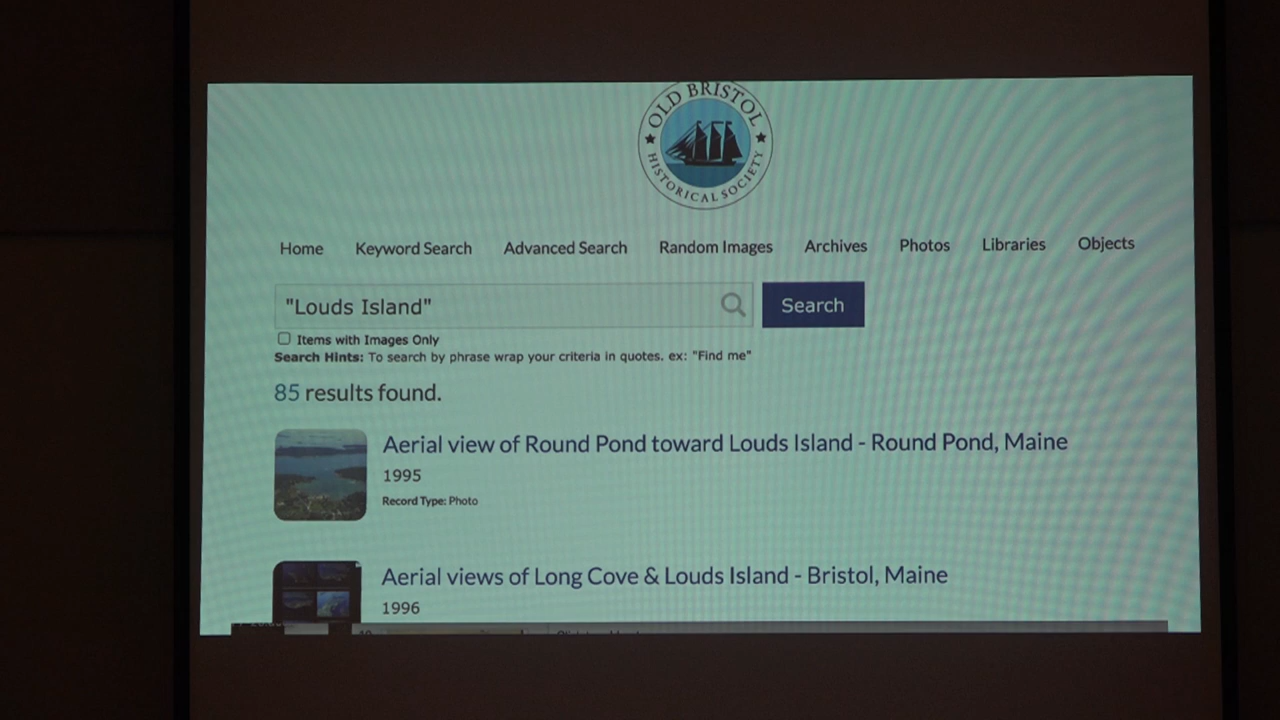 OLD BRISTOL
HISTORICAL SOCIETY
Home Keyword Search Advanced Search Random Images Archives Photos Libraries Objects
"Louds Island" Search
Items with Images Only
Search Hints: To search by phrase wrap your criteria in quotes. ex: "Find me"
85 results found.
Aerial view of Round Pond toward Louds Island - Round Pond, Maine
1995
Record Type: Photo
Aerial views of Long Cove & Louds Island - Bristol, Maine
1996